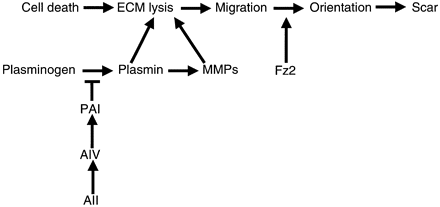 Cell death ECM lysis Migration Orientation Scar
Plasminogen Plasmin MMPs Fz2
PAI
AIV
AII